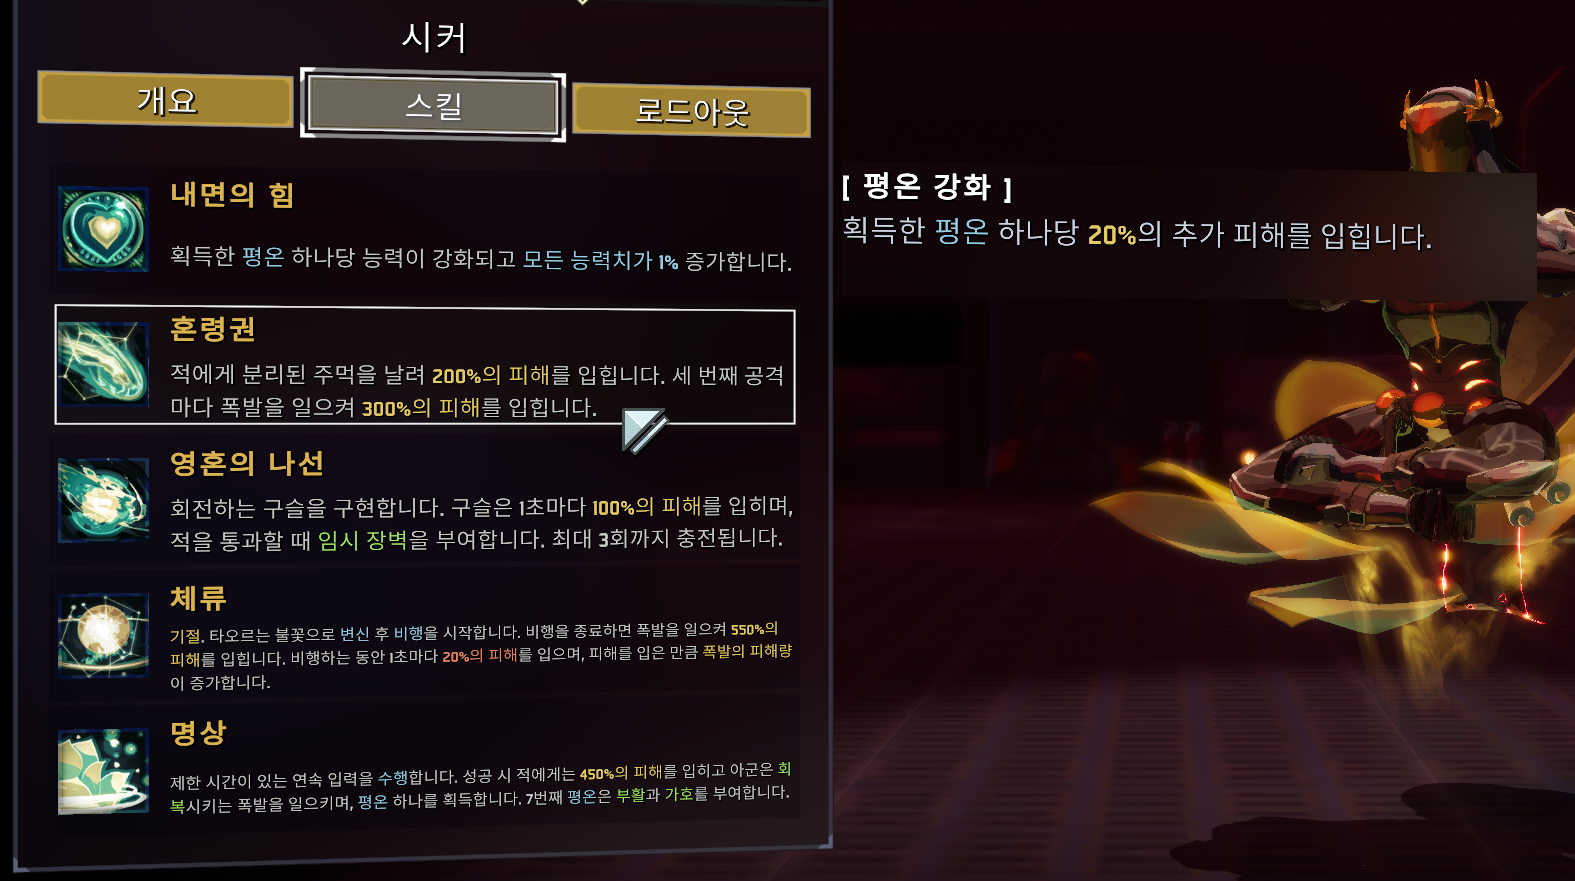 시커
개요
스킬
로드아웃
내면의 힘
획득한 평온 하나당 능력이 강화되고 모든 능력치가 1% 증가합니다.
혼령권
적에게 분리된 주먹을 날려 200%의 피해를 입힙니다. 세 번째 공격
마다 폭발을 일으켜 300%의 피해를 입힙니다.
영혼의 나선
회전하는 구슬을 구현합니다. 구슬은 1초마다 100%의 피해를 입히며,
적을 통과할 때 임시 장벽을 부여합니다. 최대 3회까지 충전됩니다.
체류
기절. 타오르는 불꽃으로 변신 후 비행을 시작합니다. 비행을 종료하면 폭발을 일으켜 550%의
피해를 입힙니다. 비행하는 동안 1초마다 20%의 피해를 입으며, 피해를 입은 만큼 폭발의 피해량
이 증가합니다.
명상
제한 시간이 있는 연속 입력을 수행합니다. 성공 시 적에게는 450%의 피해를 입히고 아군은 회
복시키는 폭발을 일으키며, 평온 하나를 획득합니다. 7번째 평온은 부활과 가호를 부여합니다.
[ 평온 강화 ]
획득한 평온 하나당 20%의 추가 피해를 입힙니다.